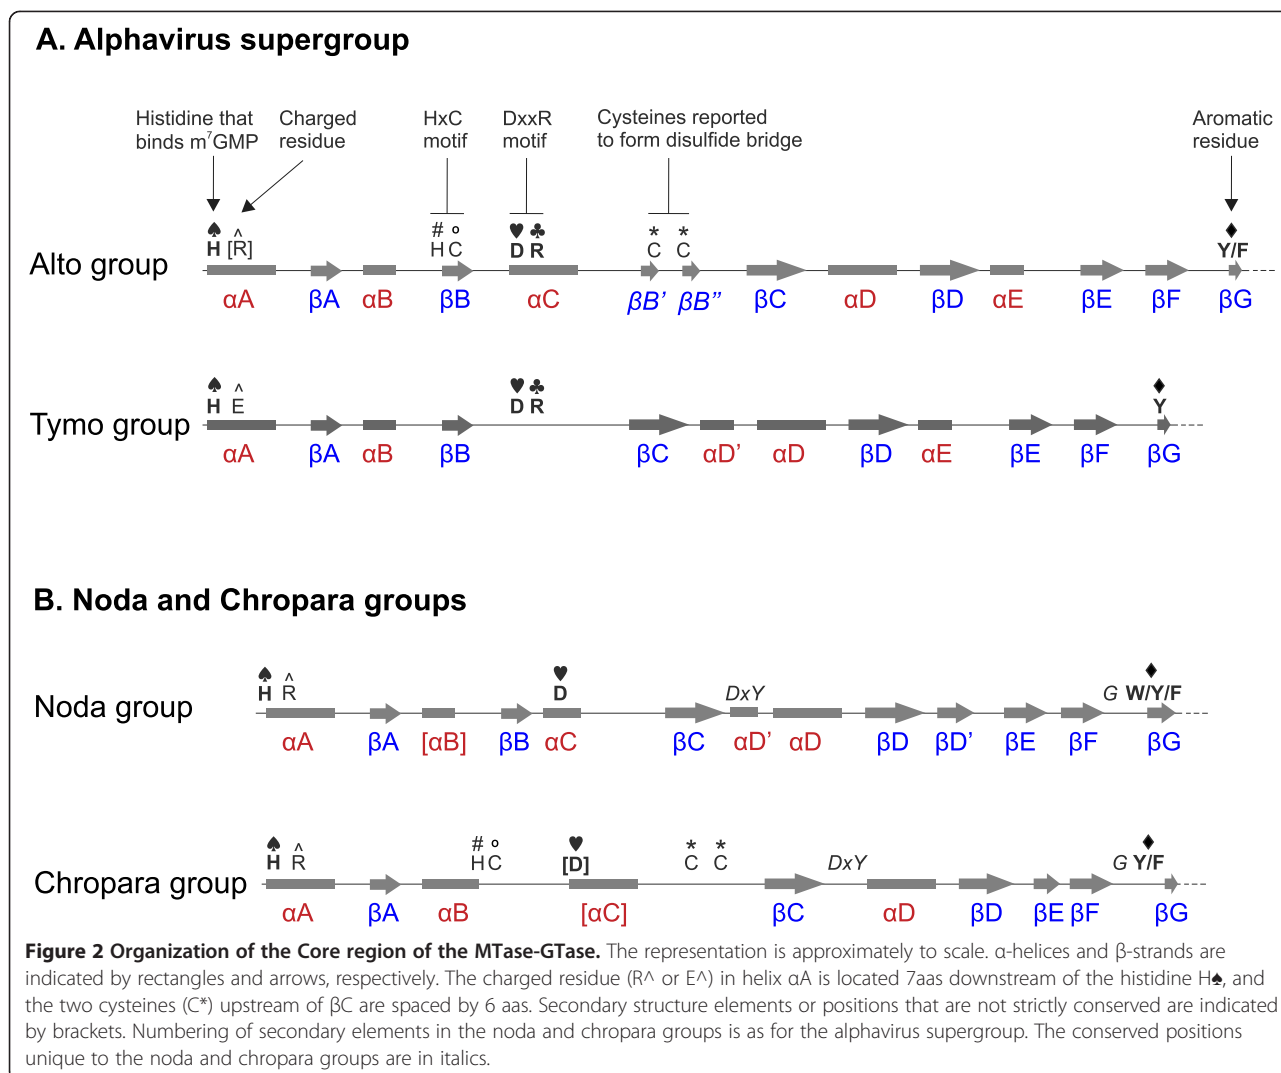 A. Alphavirus supergroup
Histidine that
binds m⁷GMP
Charged
residue
HxC
motif
DxxR
motif
Cysteines reported
to form disulfide bridge
Aromatic
residue
♠ ^ # ° ♥ ♣ * * ♦
H [R] H C D R C C Y/F
Alto group
αA βA αB βB αC βB’ βB” βC αD βD αE βE βF βG
♠ ^ ♥ ♣ ♦
H E D R Y
Tymo group
αA βA αB βB βC αD’ αD βD αE βE βF βG
B. Noda and Chropara groups
♠ ^ ♥ ♦
H R D DxY G W/Y/F
Noda group
αA βA [αB] βB αC βC αD’ αD βD βD’ βE βF βG
♠ ^ # ° ♥ * * ♦
H R H C [D] C C DxY G Y/F
Chropara group
αA βA αB [αC] βC αD βD βE βF βG
Figure 2 Organization of the Core region of the MTase-GTase. The representation is approximately to scale. α-helices and β-strands are
indicated by rectangles and arrows, respectively. The charged residue (R^ or E^) in helix αA is located 7aas downstream of the histidine H♠, and
the two cysteines (C*) upstream of βC are spaced by 6 aas. Secondary structure elements or positions that are not strictly conserved are indicated
by brackets. Numbering of secondary elements in the noda and chropara groups is as for the alphavirus supergroup. The conserved positions
unique to the noda and chropara groups are in italics.